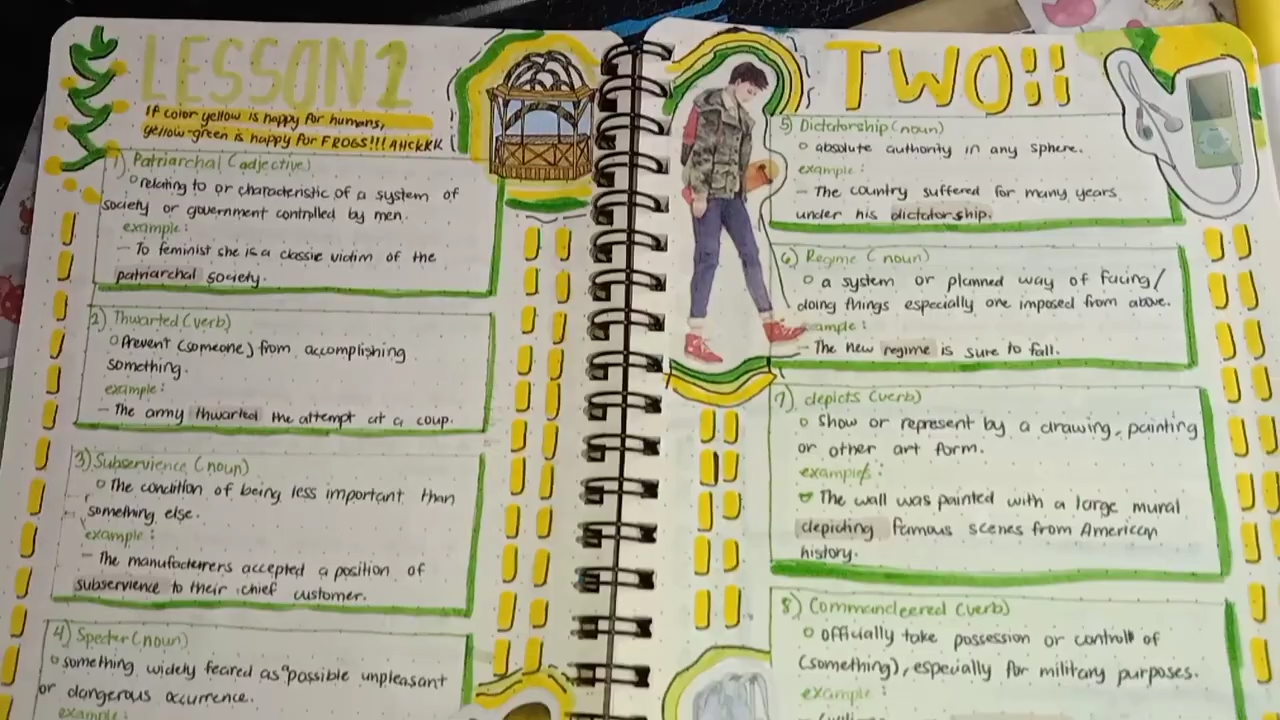 LESSON 2
If color yellow is happy for humans,
yellow-green is happy for FROGS!!! AHCKKK
1) Patriarchal (adjective)
relating to or characteristic of a system of
society or government controlled by men.
example:
- To feminist she is a classic victim of the
patriarchal society.
2) Thwarted (verb)
Prevent (someone) from accomplishing
something.
example:
- The army thwarted the attempt at a coup.
3) Subservience (noun)
The condition of being less important than
something else.
example:
- The manufacturers accepted a position of
subservience to their chief customer.
4) Specter (noun)
something widely feared as a possible unpleasant
or dangerous occurrence.
example:
TWO!!
5) Dictatorship (noun)
absolute authority in any sphere.
example:
- The country suffered for many years
under his dictatorship.
6) Regime (noun)
a system or planned way of facing/
doing things especially one imposed from above.
ample:
- The new regime is sure to fall.
7) depicts (verb)
Show or represent by a drawing, painting
or other art form.
example:
The wall was painted with a large mural
depicting famous scenes from American
history.
8) Commandeered (verb)
officially take possession or control of
(something), especially for military purposes.
example: